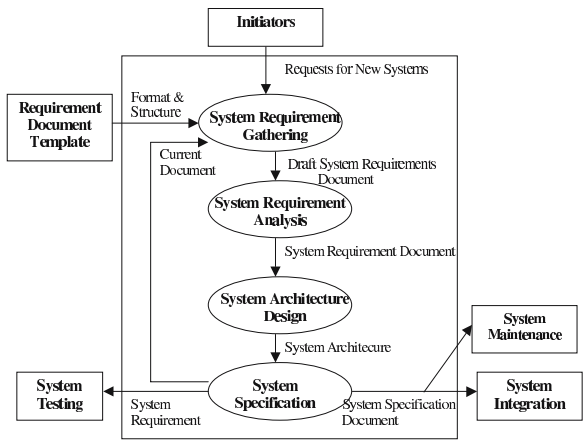 Initiators
Requests for New Systems
Format &
Structure
Requirement
Document
Template
System Requirement
Gathering
Current
Document
Draft System Requirements
Document
System Requirement
Analysis
System Requirement Document
System Architecture
Design
System
Maintenance
System Architecure
System
Testing
System
Specification
System
Integration
System
Requirement
System Specification
Document